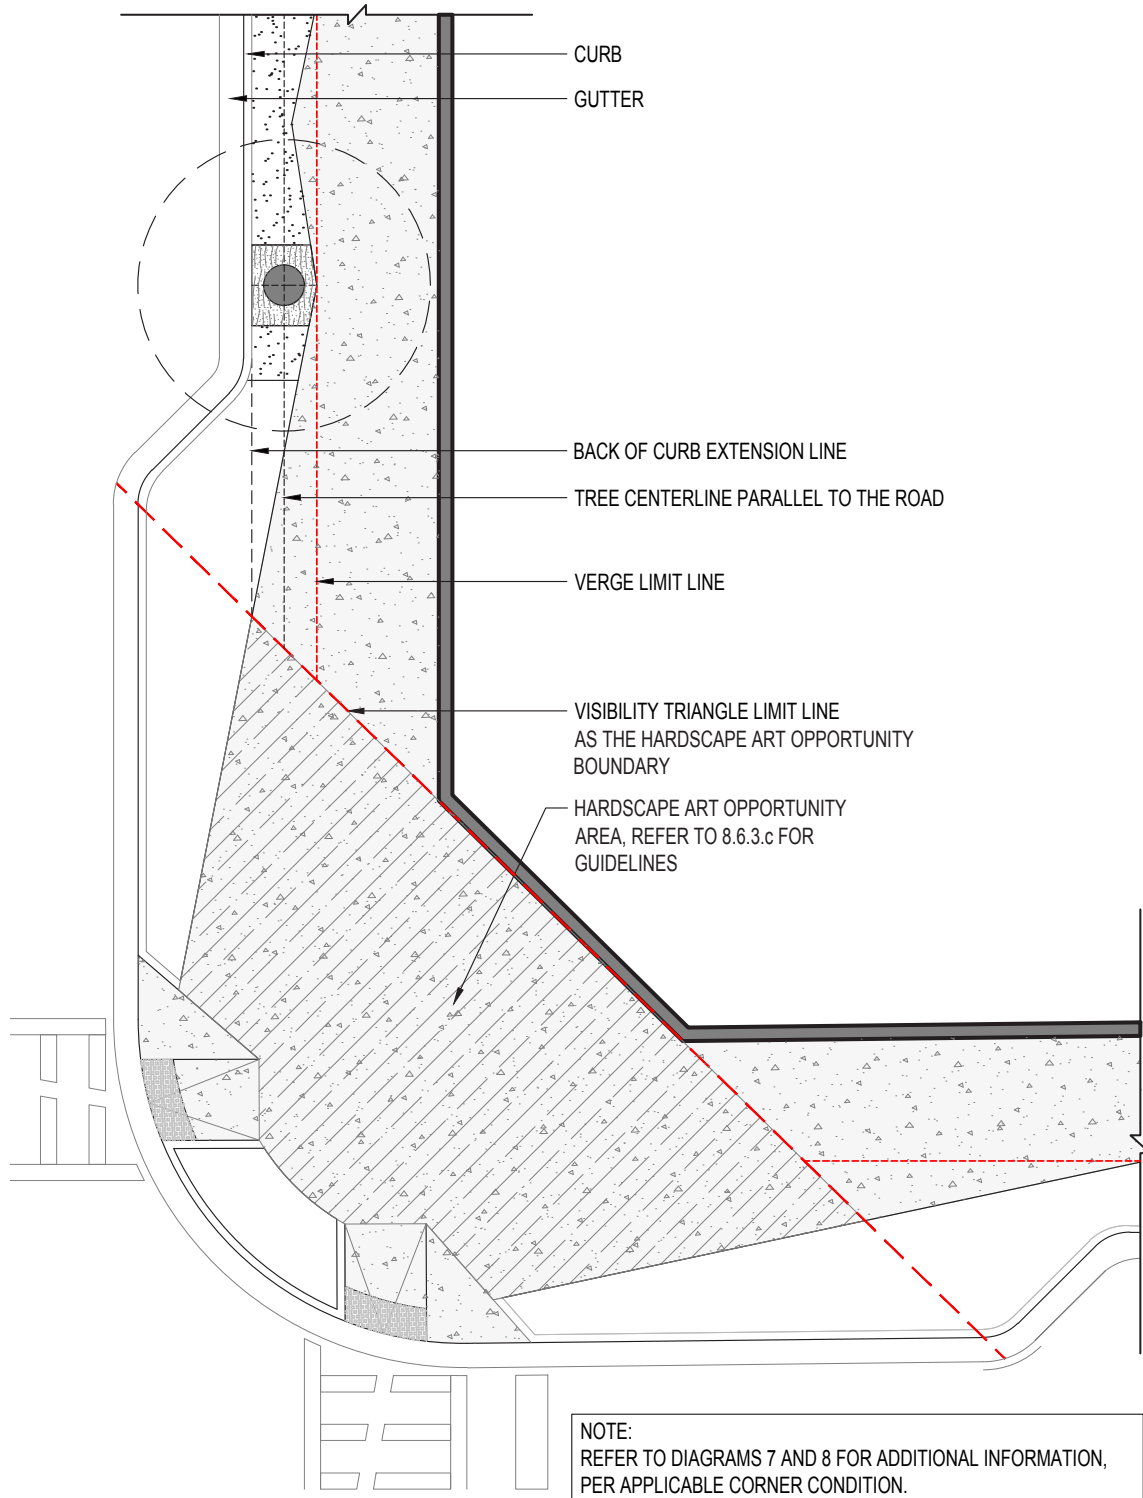 CURB
GUTTER
BACK OF CURB EXTENSION LINE
TREE CENTERLINE PARALLEL TO THE ROAD
VERGE LIMIT LINE
VISIBILITY TRIANGLE LIMIT LINE
AS THE HARDSCAPE ART OPPORTUNITY
BOUNDARY
HARDSCAPE ART OPPORTUNITY
AREA, REFER TO 8.6.3.c FOR
GUIDELINES
NOTE:
REFER TO DIAGRAMS 7 AND 8 FOR ADDITIONAL INFORMATION,
PER APPLICABLE CORNER CONDITION.